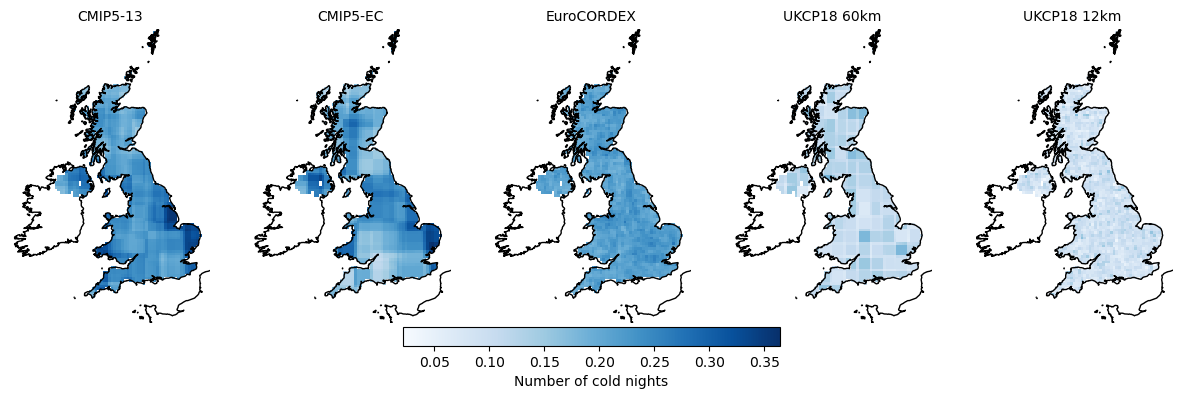 CMIP5-13 CMIP5-EC EuroCORDEX UKCP18 60km UKCP18 12km
0.05 0.10 0.15 0.20 0.25 0.30 0.35
Number of cold nights